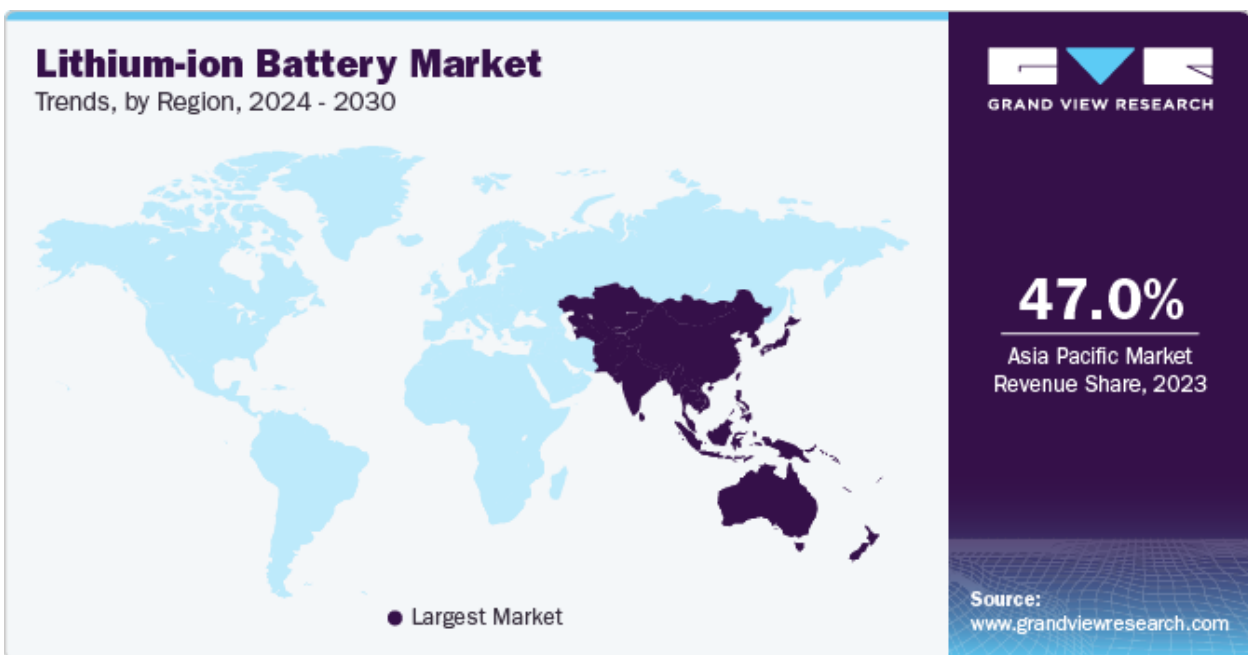 Lithium-ion Battery Market
Trends, by Region, 2024 - 2030
GRAND VIEW RESEARCH
47.0%
Asia Pacific Market
Revenue Share, 2023
Largest Market
Source:
www.grandviewresearch.com